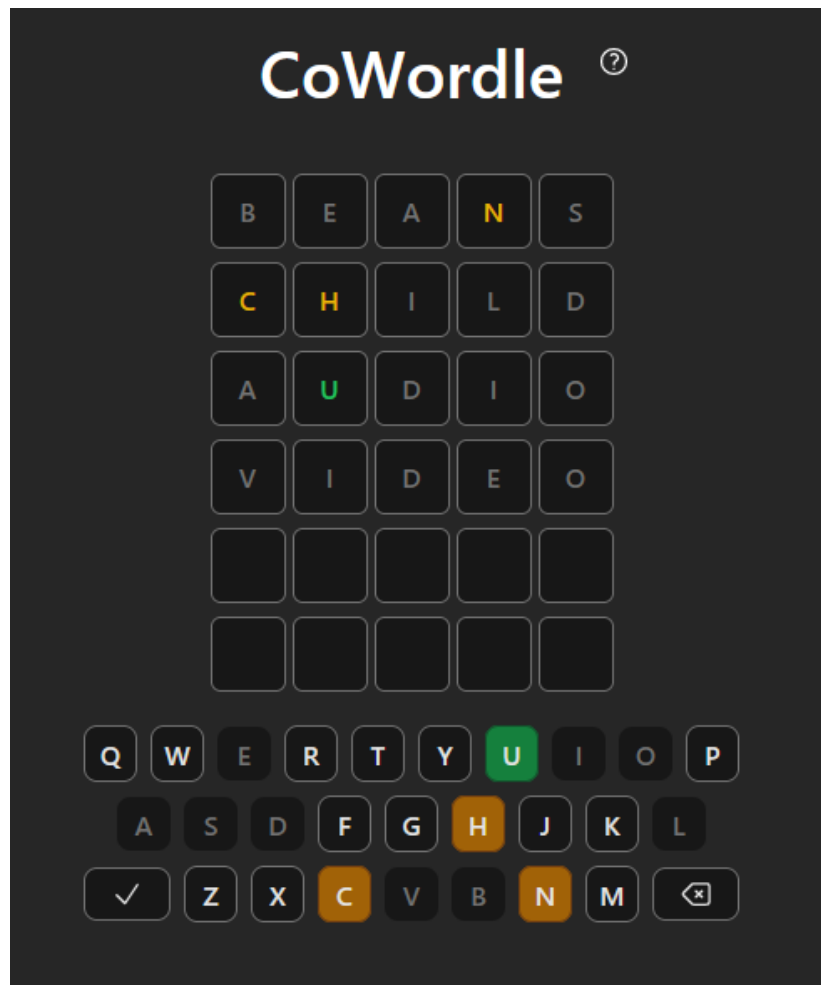 CoWordle ?
B E A N S
C H I L D
A U D I O
V I D E O
Q W E R T Y U I O P
A S D F G H J K L
Z X C V B N M